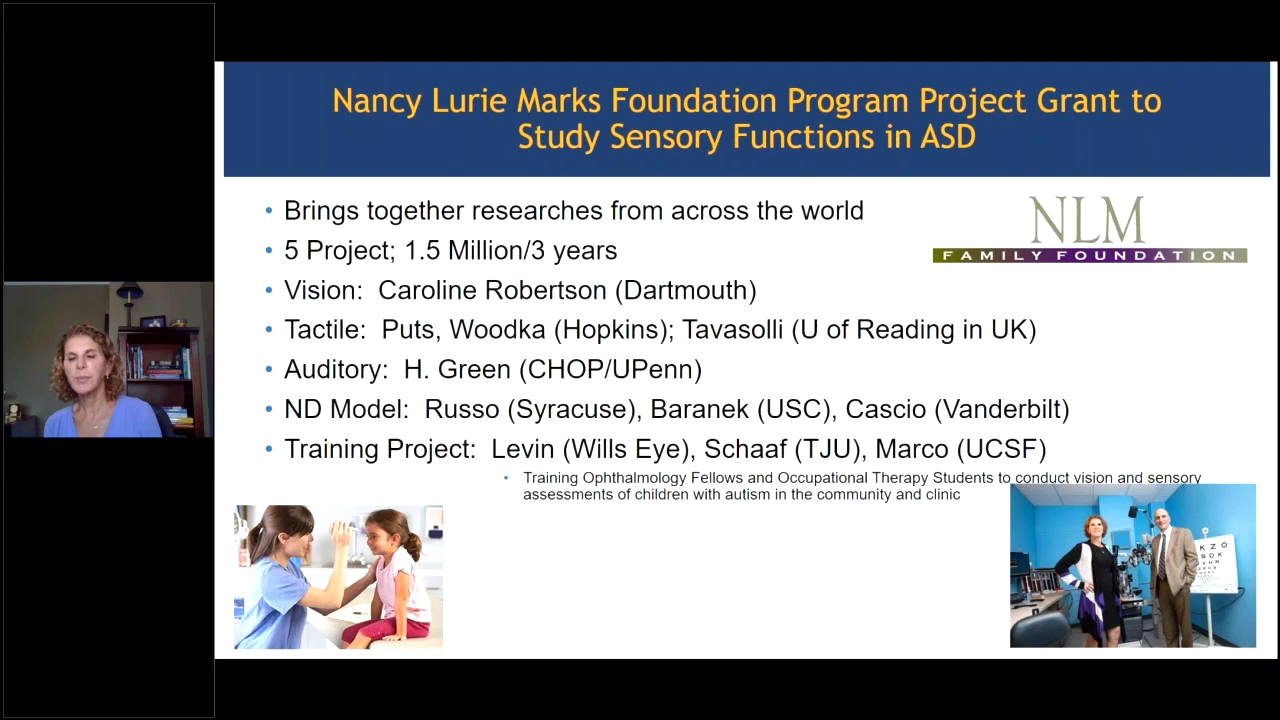 Nancy Lurie Marks Foundation Program Project Grant to
Study Sensory Functions in ASD
• Brings together researches from across the world
• 5 Project; 1.5 Million/3 years
• Vision: Caroline Robertson (Dartmouth)
• Tactile: Puts, Woodka (Hopkins); Tavasolli (U of Reading in UK)
• Auditory: H. Green (CHOP/UPenn)
• ND Model: Russo (Syracuse), Baranek (USC), Cascio (Vanderbilt)
• Training Project: Levin (Wills Eye), Schaaf (TJU), Marco (UCSF)
• Training Ophthalmology Fellows and Occupational Therapy Students to conduct vision and sensory
assessments of children with autism in the community and clinic
NLM
FAMILY FOUNDATION
KZO